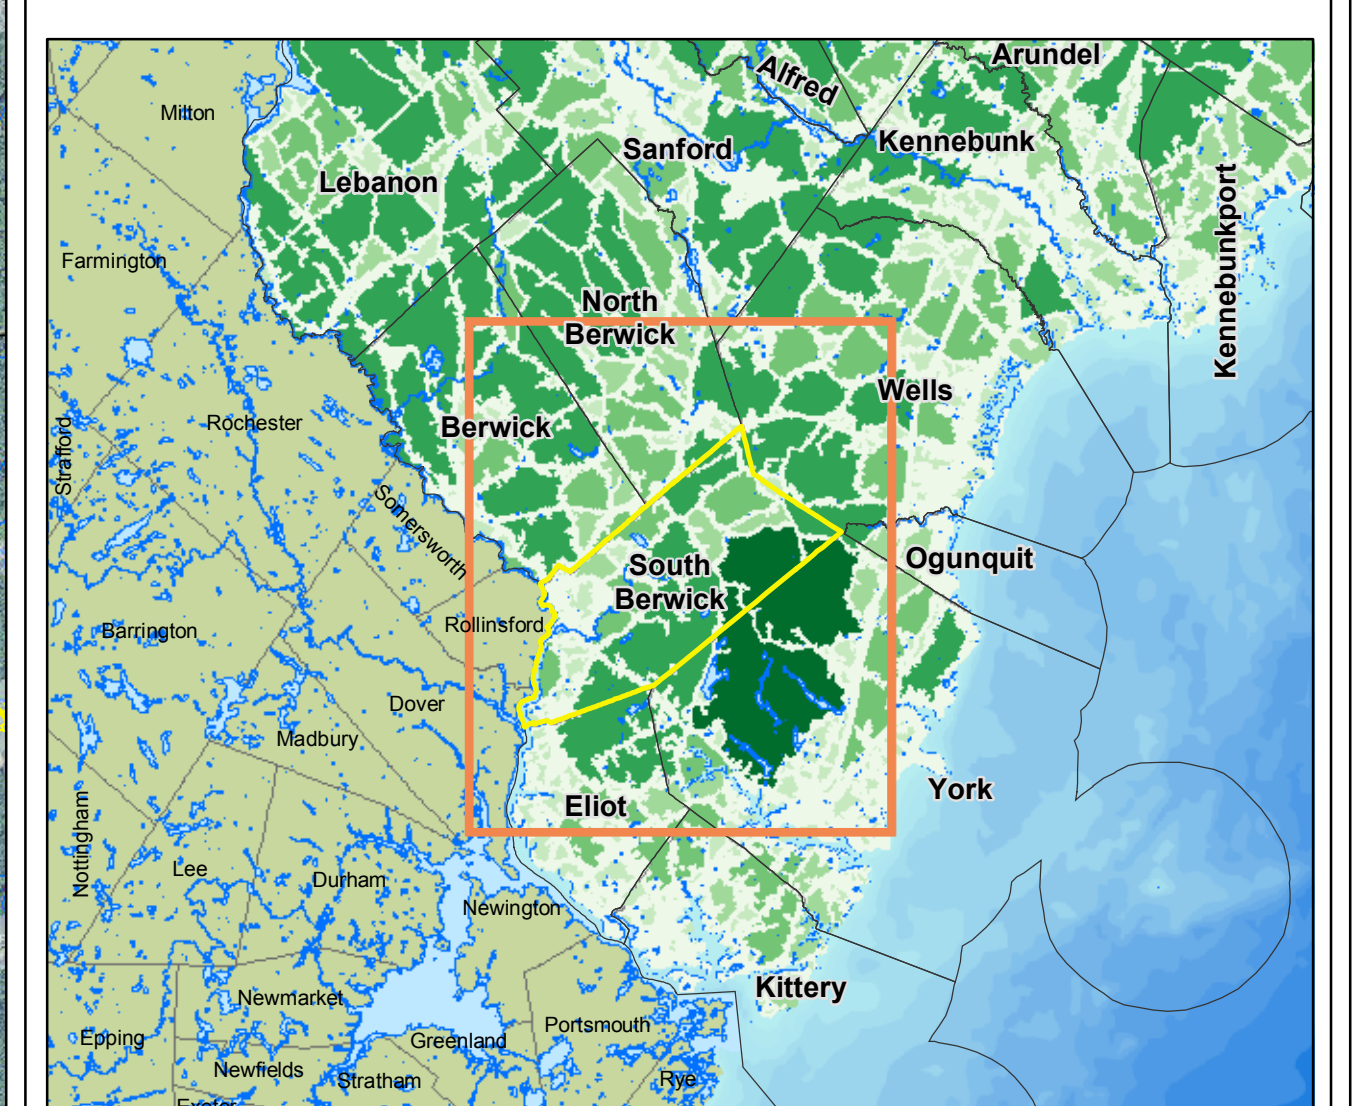 Arundel
Alfred
Milton
Kennebunk
Sanford
Lebanon
Kennebunkport
Farmington
North
Berwick
Wells
Rochester
Berwick
Strafford
Somersworth
South
Berwick
Ogunquit
Rollinsford
Barrington
Dover
Madbury
York
Eliot
Nottingham
Lee
Durham
Newington
Kittery
Newmarket
Portsmouth
Epping
Greenland
Newfields
Stratham
Rye
Exeter